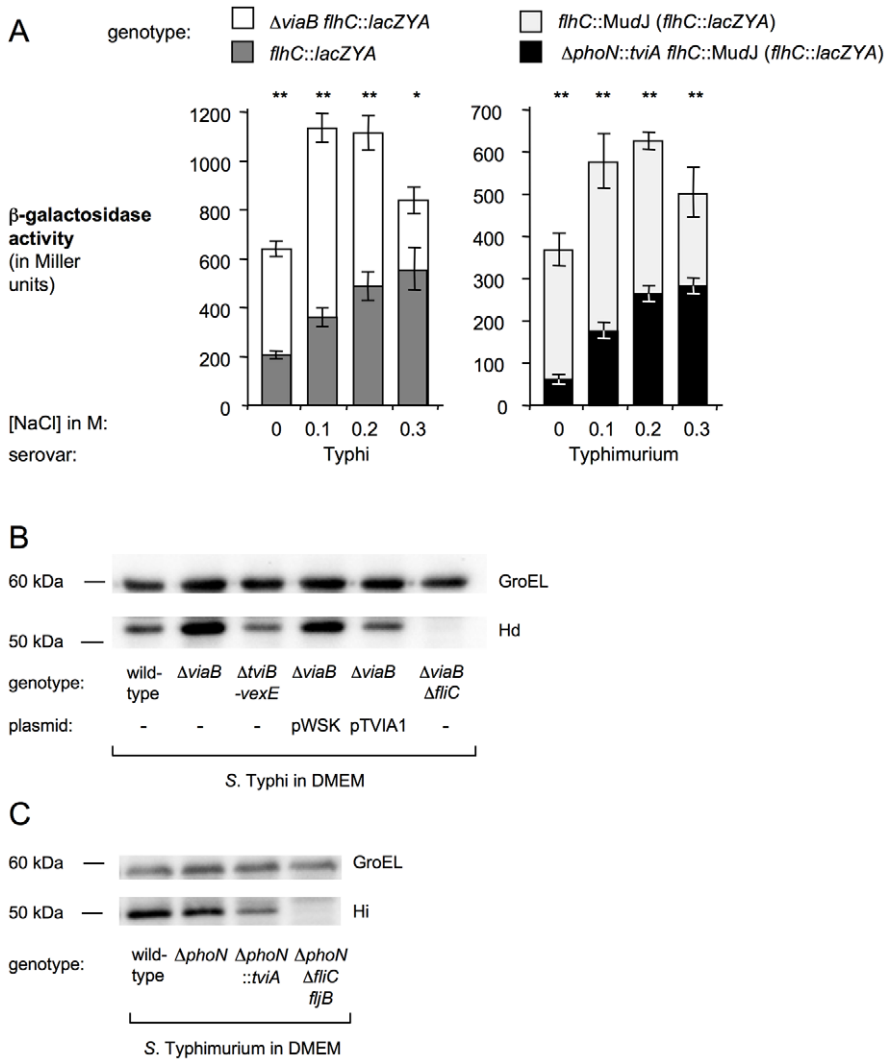 A
genotype:
ΔviaB flhC::lacZYA
flhC::lacZYA
flhC::MudJ (flhC::lacZYA)
ΔphoN::tviA flhC::MudJ (flhC::lacZYA)
** ** ** *
** ** ** **
β-galactosidase
activity
(in Miller
units)
1200
1000
800
600
400
200
0
700
600
500
400
300
200
100
0
[NaCl] in M: 0 0.1 0.2 0.3 0 0.1 0.2 0.3
serovar: Typhi Typhimurium
B
60 kDa GroEL
50 kDa Hd
genotype: wild-type ΔviaB ΔtviB-vexE ΔviaB ΔviaB ΔviaB ΔfliC
plasmid: - - - pWSK pTVIA1 -
S. Typhi in DMEM
C
60 kDa GroEL
50 kDa Hi
genotype: wild-type ΔphoN ΔphoN::tviA ΔphoN ΔfliC fljB
S. Typhimurium in DMEM